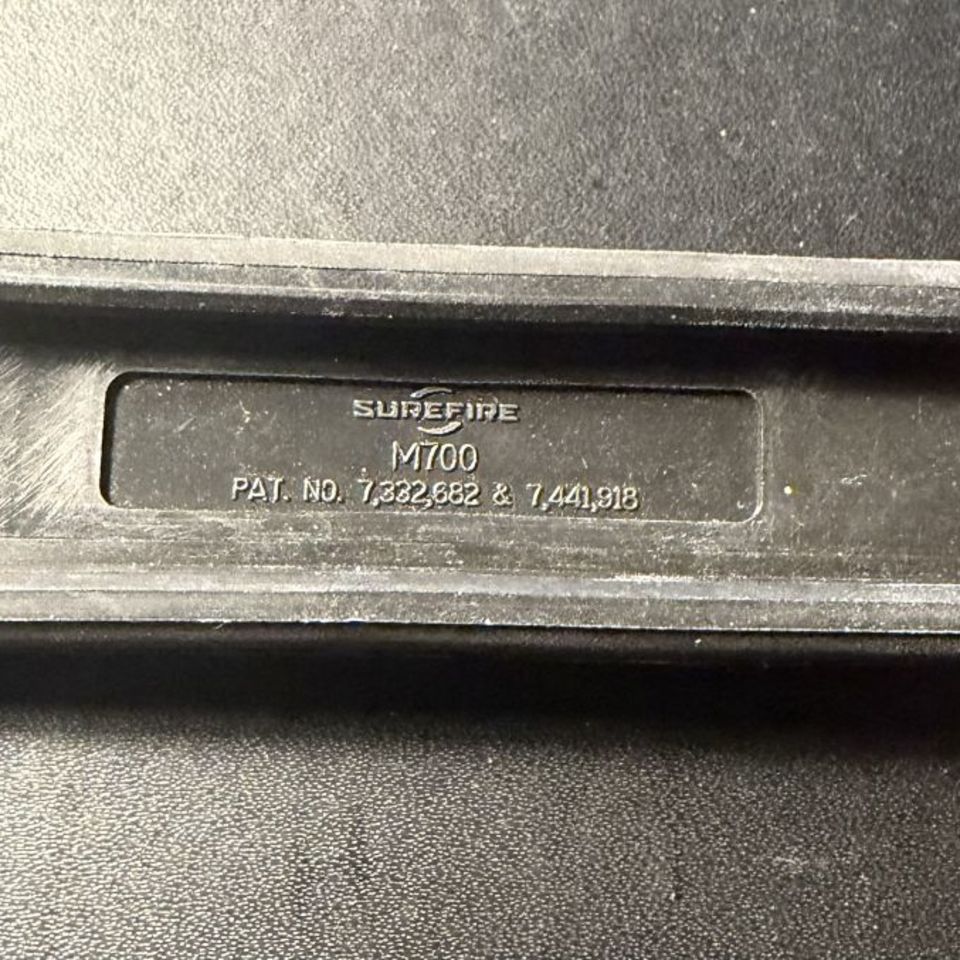 SUREFIRE
M700
PAT. NO. 7,332,682 & 7,441,918